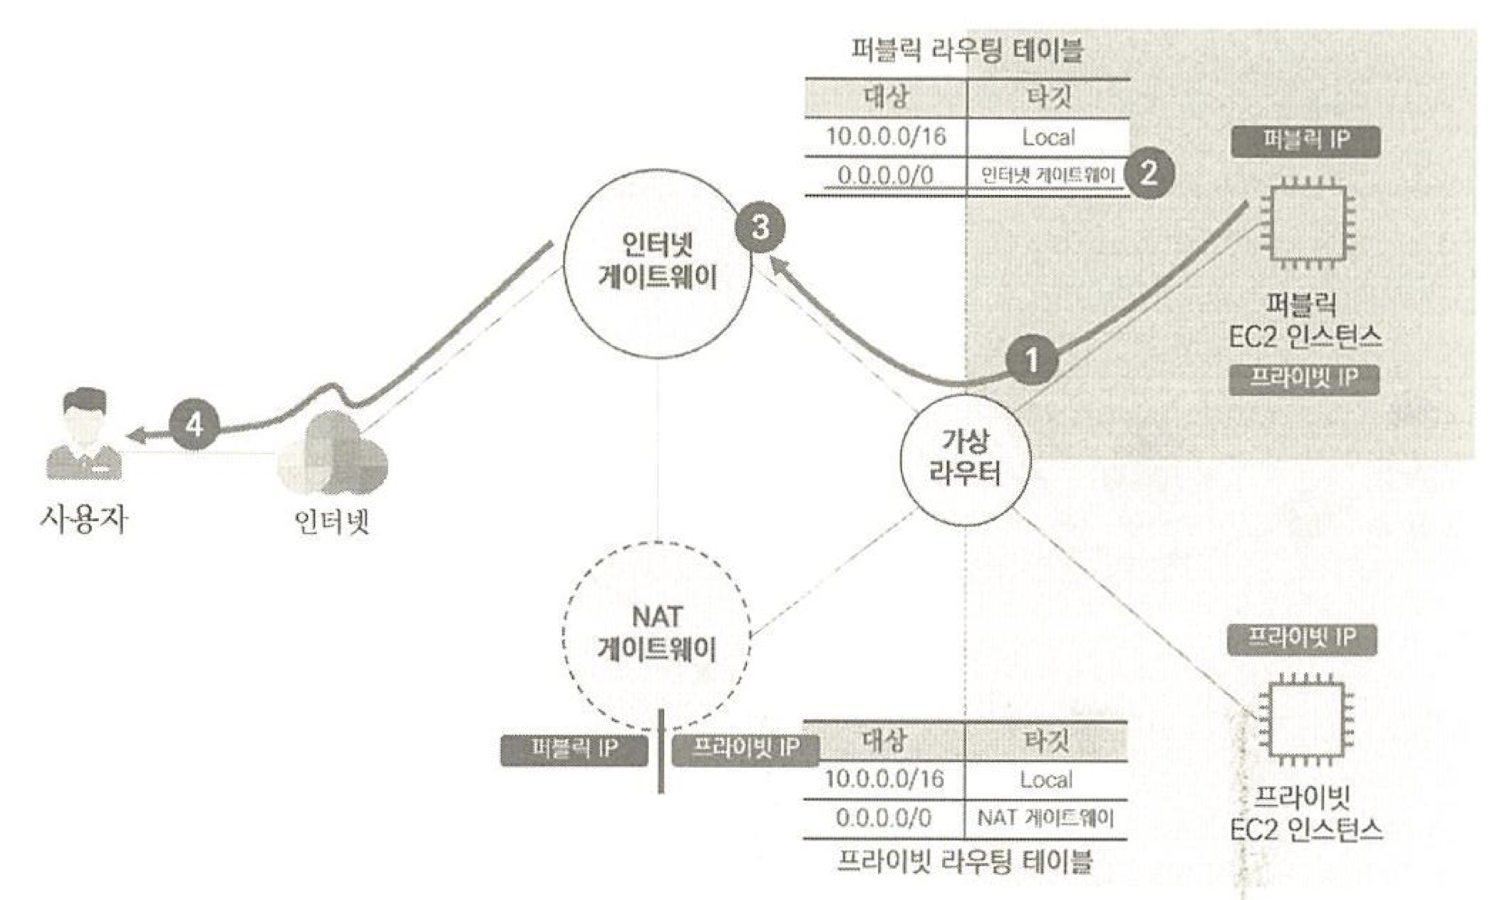 퍼블릭 라우팅 테이블
대상 타깃
10.0.0.0/16 Local
0.0.0.0/0 인터넷 게이트웨이
2
퍼블릭 IP
퍼블릭
EC2 인스턴스
프라이빗 IP
3
인터넷
게이트웨이
1
4
사용자
인터넷
가상
라우터
NAT
게이트웨이
퍼블릭 IP
프라이빗 IP
대상 타깃
10.0.0.0/16 Local
0.0.0.0/0 NAT 게이트웨이
프라이빗 라우팅 테이블
프라이빗 IP
프라이빗
EC2 인스턴스